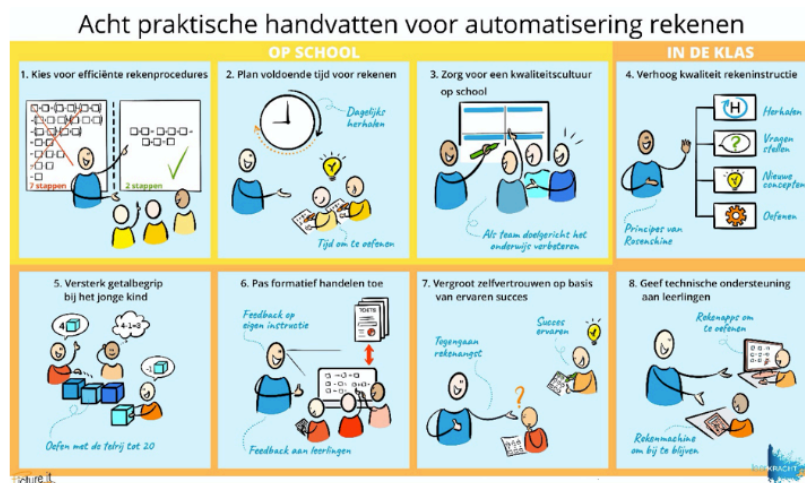 Acht praktische handvatten voor automatisering rekenen
OP SCHOOL
IN DE KLAS
1. Kies voor efficiënte rekenprocedures
7 stappen
2 stappen
2. Plan voldoende tijd voor rekenen
Dagelijks
herhalen
Tijd om te oefenen
3. Zorg voor een kwaliteitscultuur
op school
Als team doelgericht het
onderwijs verbeteren
4. Verhoog kwaliteit rekeninstructie
H
Herhalen
?
Vragen
stellen
Nieuwe
concepten
Oefenen
Principes van
Rosenshine
5. Versterk getalbegrip
bij het jonge kind
4
4-1=3
-1
Oefen met de telrij tot 20
6. Pas formatief handelen toe
Feedback op
eigen instructie
TOETS
Feedback aan leerlingen
7. Vergroot zelfvertrouwen op basis
van ervaren succes
Succes
ervaren
Tegengaan
rekenangst
?
8. Geef technische ondersteuning
aan leerlingen
Rekenapps om
te oefenen
Rekenmachine
om bij te blijven
KRACHT